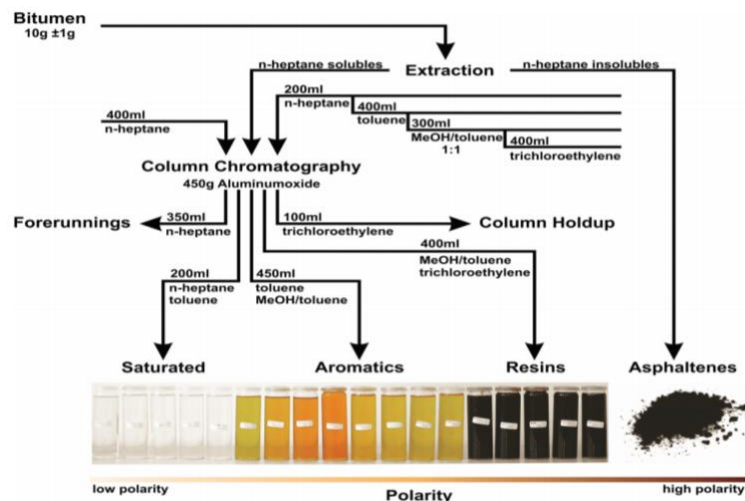 Bitumen
10g ±1g
n-heptane solubles
Extraction
n-heptane insolubles
200ml
n-heptane
400ml
toluene
300ml
MeOH/toluene
1:1
400ml
trichloroethylene
400ml
n-heptane
Column Chromatography
450g Aluminumoxide
Forerunnings
350ml
n-heptane
100ml
trichloroethylene
Column Holdup
400ml
MeOH/toluene
trichloroethylene
200ml
n-heptane
toluene
450ml
toluene
MeOH/toluene
Saturated
Aromatics
Resins
Asphaltenes
low polarity
Polarity
high polarity